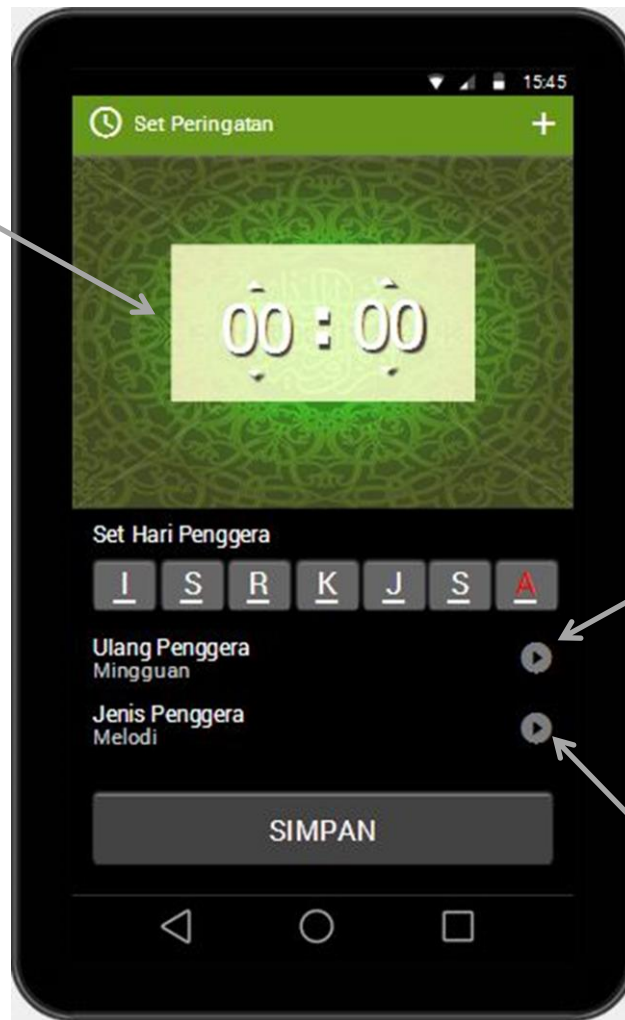 15:45
Set Peringatan +
00 : 00
Set Hari Penggera
I S R K J S A
Ulang Penggera
Mingguan
Jenis Penggera
Melodi
SIMPAN